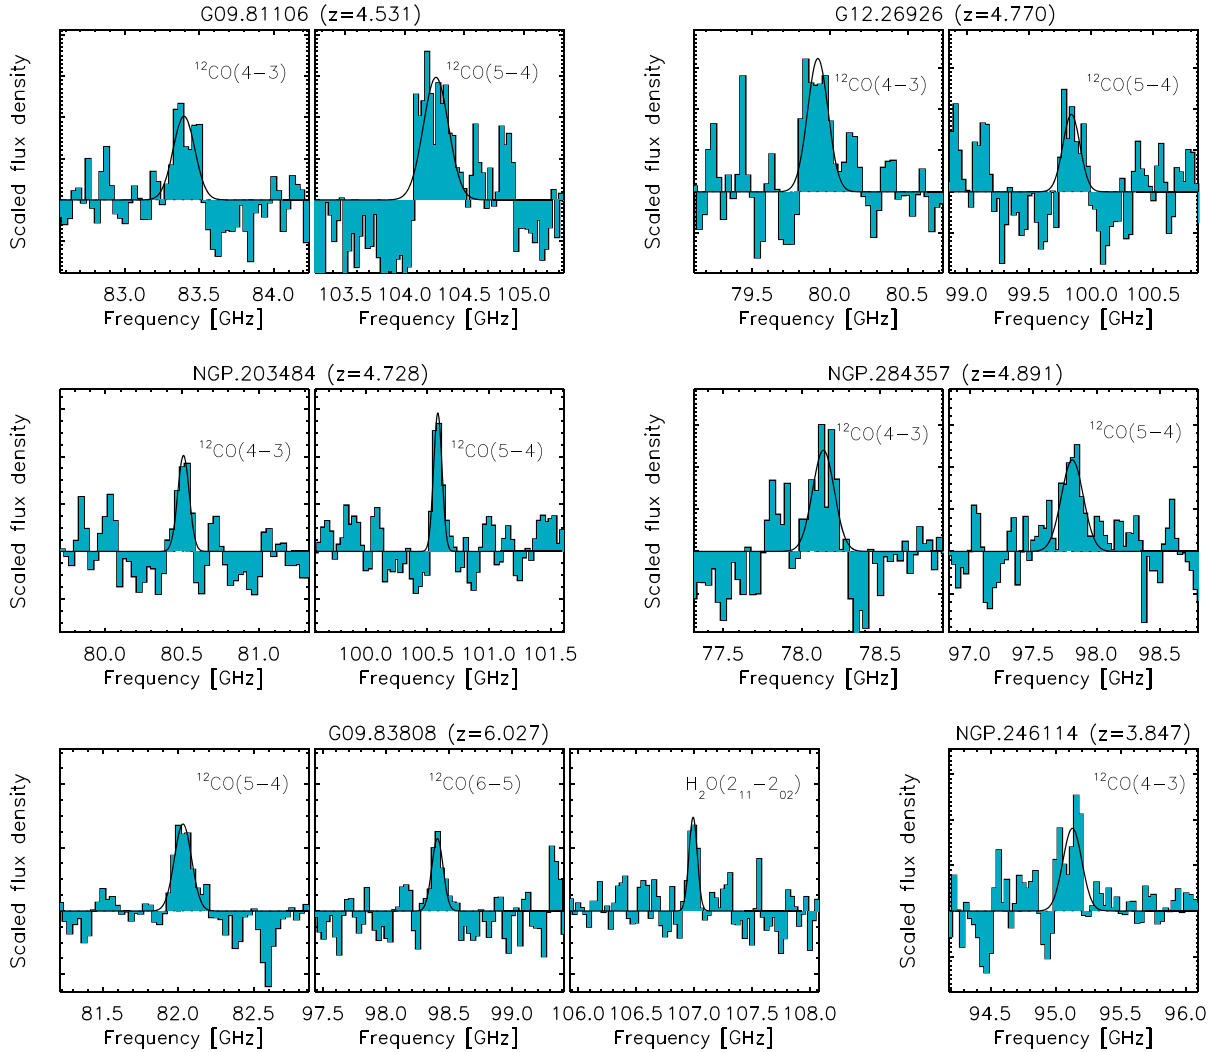 G09.81106 (z=4.531)
G12.26926 (z=4.770)
Scaled flux density
¹²CO(4−3)
¹²CO(5−4)
Scaled flux density
¹²CO(4−3)
¹²CO(5−4)
83.0 83.5 84.0
103.5 104.0 104.5 105.0
79.5 80.0 80.5
99.0 99.5 100.0 100.5
Frequency [GHz]
Frequency [GHz]
Frequency [GHz]
Frequency [GHz]
NGP.203484 (z=4.728)
NGP.284357 (z=4.891)
Scaled flux density
¹²CO(4−3)
¹²CO(5−4)
Scaled flux density
¹²CO(4−3)
¹²CO(5−4)
80.0 80.5 81.0
100.0 100.5 101.0 101.5
77.5 78.0 78.5
97.0 97.5 98.0 98.5
Frequency [GHz]
Frequency [GHz]
Frequency [GHz]
Frequency [GHz]
G09.83808 (z=6.027)
NGP.246114 (z=3.847)
Scaled flux density
¹²CO(5−4)
¹²CO(6−5)
H₂O(2₁₁−2₀₂)
Scaled flux density
¹²CO(4−3)
81.5 82.0 82.5
97.5 98.0 98.5 99.0
106.0 106.5 107.0 107.5 108.0
94.5 95.0 95.5 96.0
Frequency [GHz]
Frequency [GHz]
Frequency [GHz]
Frequency [GHz]